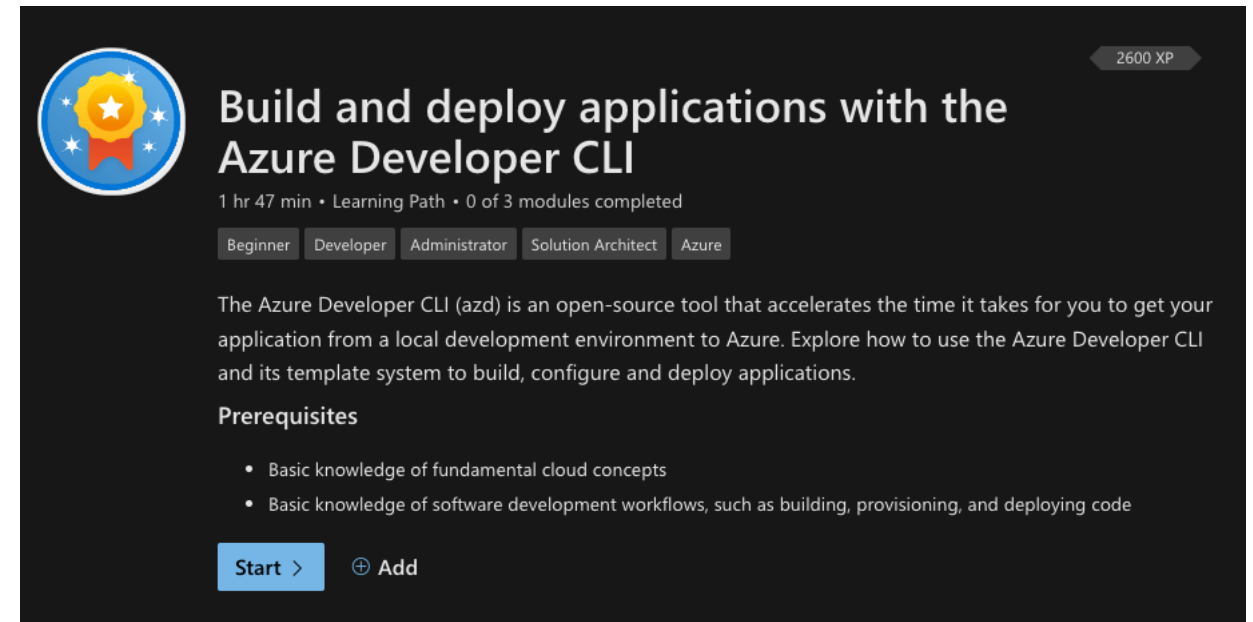 2600 XP
Build and deploy applications with the
Azure Developer CLI
1 hr 47 min • Learning Path • 0 of 3 modules completed
Beginner Developer Administrator Solution Architect Azure
The Azure Developer CLI (azd) is an open-source tool that accelerates the time it takes for you to get your
application from a local development environment to Azure. Explore how to use the Azure Developer CLI
and its template system to build, configure and deploy applications.
Prerequisites
• Basic knowledge of fundamental cloud concepts
• Basic knowledge of software development workflows, such as building, provisioning, and deploying code
Start > ⊕ Add